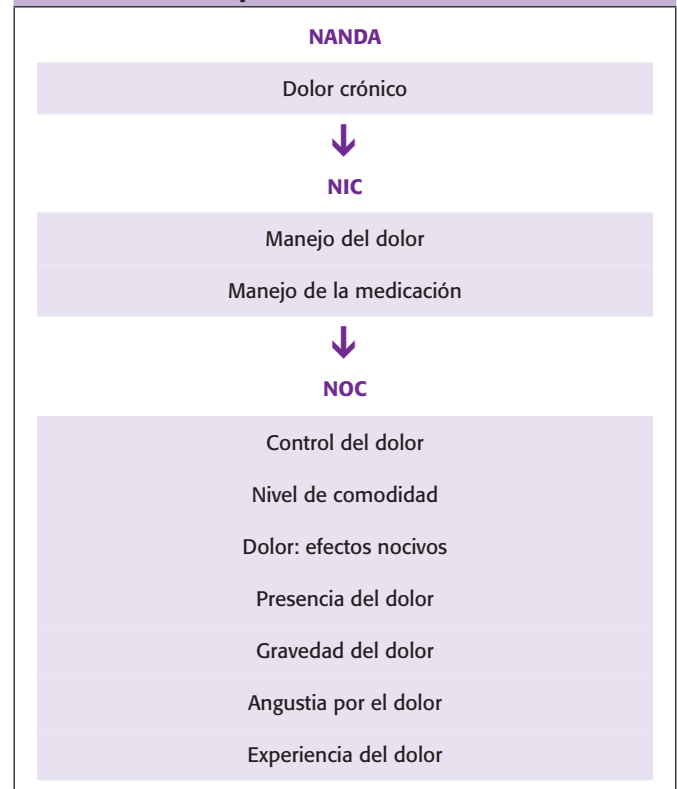 NANDA
Dolor crónico
NIC
Manejo del dolor
Manejo de la medicación
NOC
Control del dolor
Nivel de comodidad
Dolor: efectos nocivos
Presencia del dolor
Gravedad del dolor
Angustia por el dolor
Experiencia del dolor